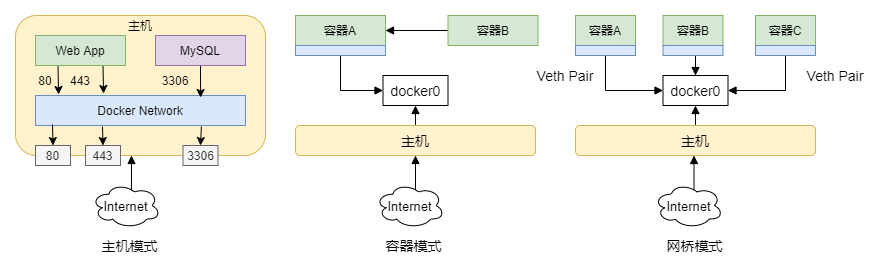 主机
Web App
MySQL
80
443
3306
Docker Network
80
443
3306
Internet
主机模式
容器A
容器B
docker0
主机
Internet
容器模式
容器A
容器B
容器C
Veth Pair
Veth Pair
docker0
主机
Internet
网桥模式